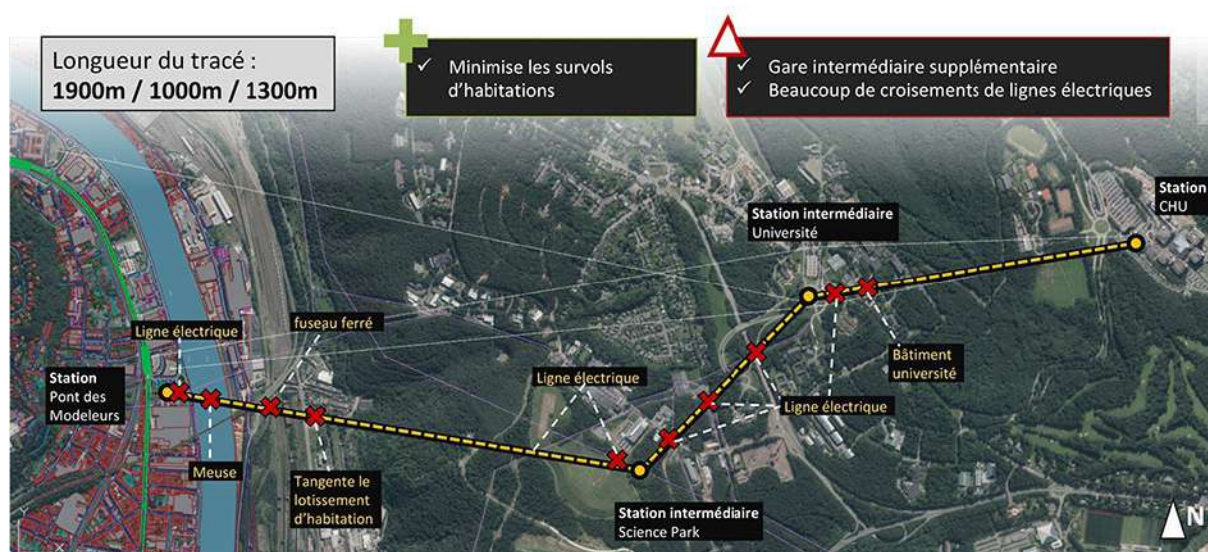 Longueur du tracé :
1900m / 1000m / 1300m
✓ Minimise les survols
d'habitations
✓ Gare intermédiaire supplémentaire
✓ Beaucoup de croisements de lignes électriques
Station
CHU
Station intermédiaire
Université
Ligne électrique
fuseau ferré
Station
Pont des
Modeleurs
Ligne électrique
Bâtiment
université
Ligne électrique
Meuse
Tangente le
lotissement
d'habitation
Station intermédiaire
Science Park
N